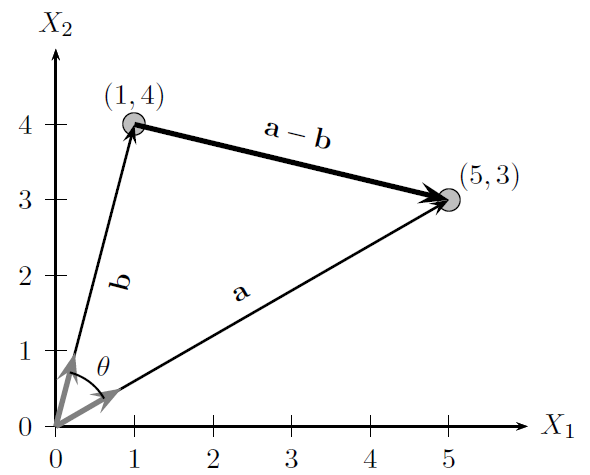 X₂
(1, 4)
4
a − b
(5, 3)
3
b
a
2
1
θ
0
X₁
0 1 2 3 4 5